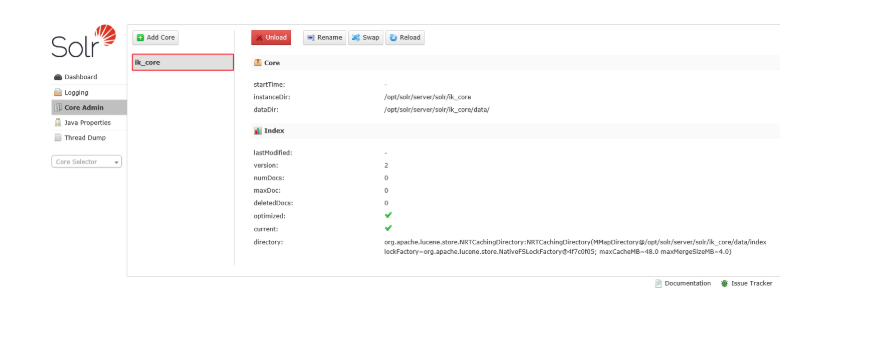 Solr
Dashboard
Logging
Core Admin
Java Properties
Thread Dump
Core Selector
Add Core
ik_core
Unload
Rename
Swap
Reload
Core
startTime: -
instanceDir: /opt/solr/server/solr/ik_core
dataDir: /opt/solr/server/solr/ik_core/data/
Index
lastModified: -
version: 2
numDocs: 0
maxDoc: 0
deletedDocs: 0
optimized:
current:
directory: org.apache.lucene.store.NRTCachingDirectory:NRTCachingDirectory(MMapDirectory@/opt/solr/server/solr/ik_core/data/index
lockFactory=org.apache.lucene.store.NativeFSLockFactory@4f7c0f05; maxCacheMB=48.0 maxMergeSizeMB=4.0)
Documentation
Issue Tracker